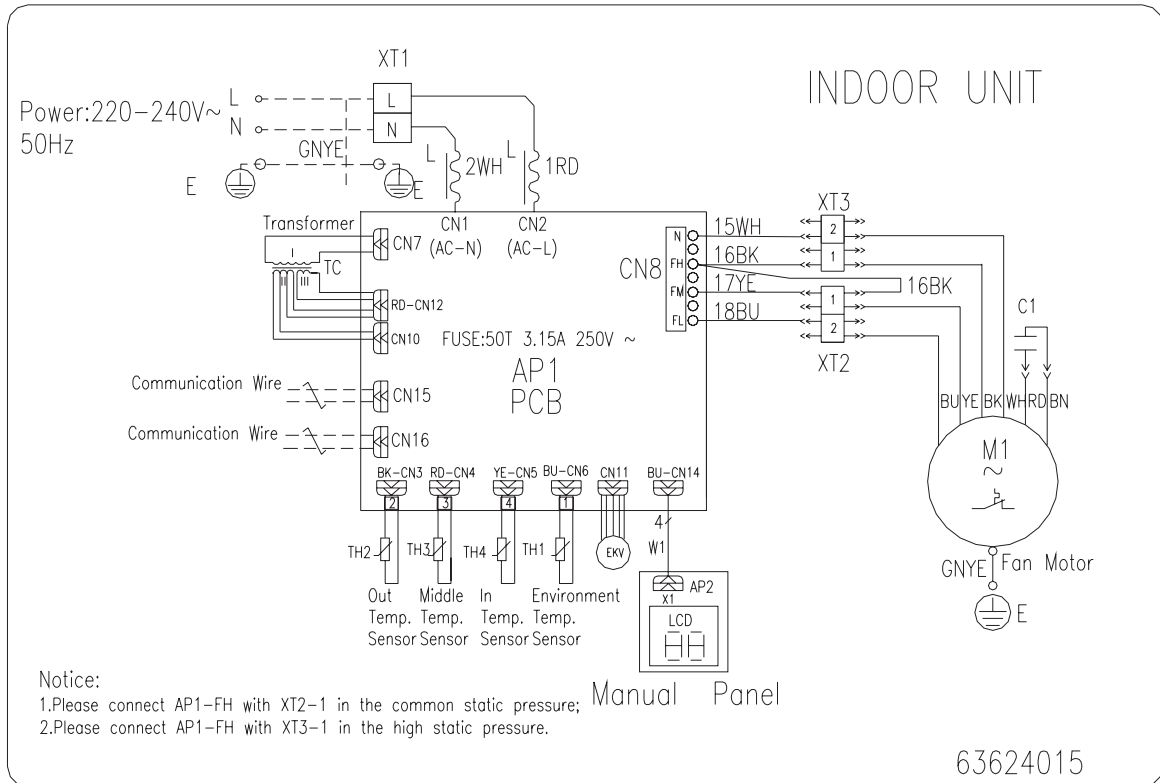 INDOOR UNIT
XT1
Power:220-240V~
50Hz
L
N
L
N
GNYE
E
E
L
2WH
L
1RD
Transformer
I
II
III
TC
CN7
CN1
(AC-N)
CN2
(AC-L)
RD-CN12
CN10
FUSE:50T 3.15A 250V ~
AP1
PCB
CN8
N
FH
FM
FL
15WH
16BK
17YE
18BU
16BK
XT3
2
1
1
2
XT2
C1
BU
YE
BK
WH
RD
BN
M1
~
GNYE
Fan Motor
E
Communication Wire
CN15
Communication Wire
CN16
BK-CN3
RD-CN4
YE-CN5
BU-CN6
CN11
BU-CN14
2
3
4
1
TH2
TH3
TH4
TH1
EKV
4
W1
Out
Temp.
Sensor
Middle
Temp.
Sensor
In
Temp.
Sensor
Environment
Temp.
Sensor
X1
AP2
LCD
Manual Panel
Notice:
1.Please connect AP1-FH with XT2-1 in the common static pressure;
2.Please connect AP1-FH with XT3-1 in the high static pressure.
63624015